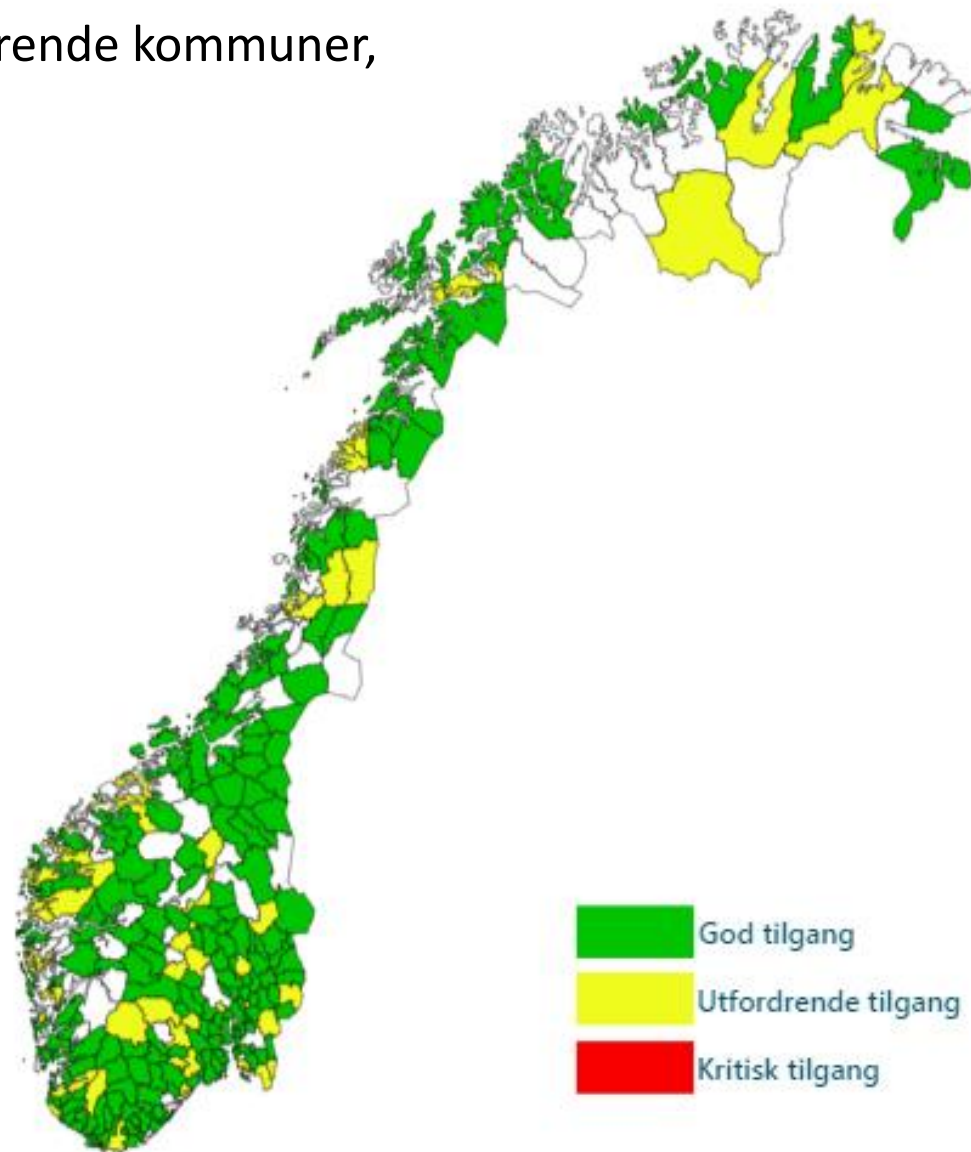 rende kommuner,
God tilgang
Utfordrende tilgang
Kritisk tilgang